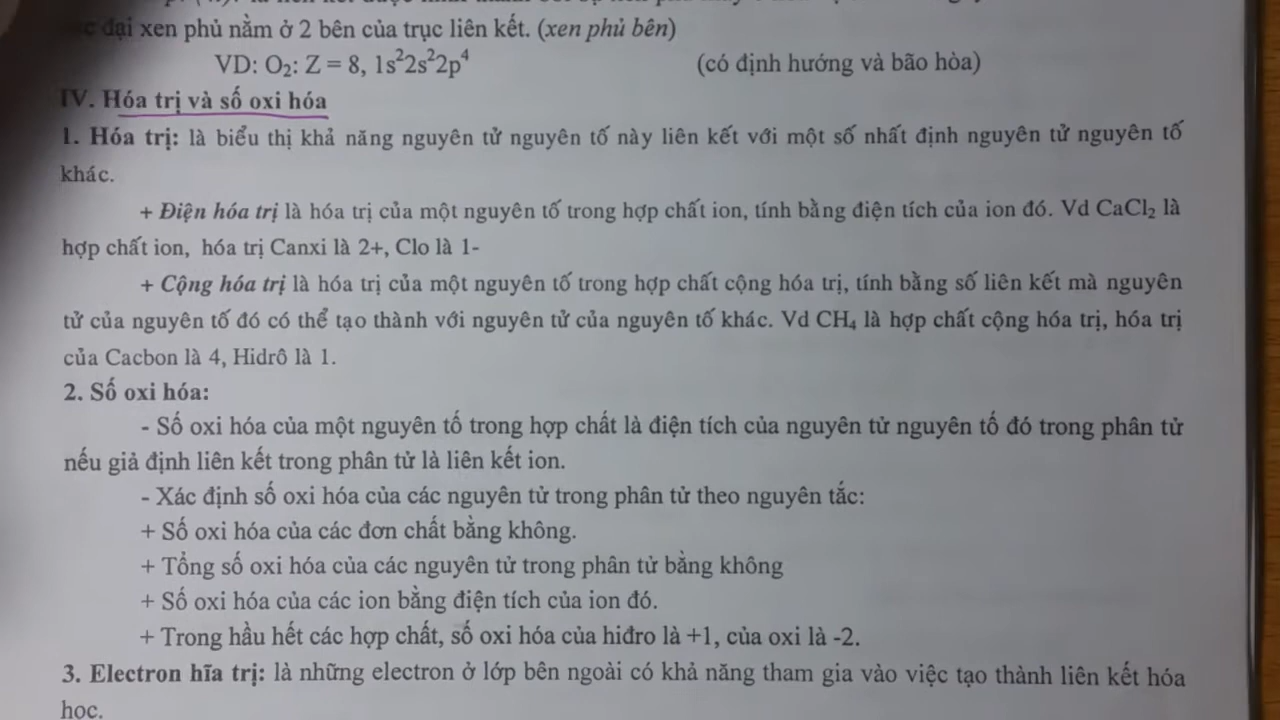 đại xen phủ nằm ở 2 bên của trục liên kết. (xen phủ bên)
VD: O₂: Z = 8, 1s²2s²2p⁴ (có định hướng và bão hòa)
IV. Hóa trị và số oxi hóa
1. Hóa trị: là biểu thị khả năng nguyên tử nguyên tố này liên kết với một số nhất định nguyên tử nguyên tố
khác.
+ Điện hóa trị là hóa trị của một nguyên tố trong hợp chất ion, tính bằng điện tích của ion đó. Vd CaCl₂ là
hợp chất ion, hóa trị Canxi là 2+, Clo là 1-
+ Cộng hóa trị là hóa trị của một nguyên tố trong hợp chất cộng hóa trị, tính bằng số liên kết mà nguyên
tử của nguyên tố đó có thể tạo thành với nguyên tử của nguyên tố khác. Vd CH₄ là hợp chất cộng hóa trị, hóa trị
của Cacbon là 4, Hidrô là 1.
2. Số oxi hóa:
- Số oxi hóa của một nguyên tố trong hợp chất là điện tích của nguyên tử nguyên tố đó trong phân tử
nếu giả định liên kết trong phân tử là liên kết ion.
- Xác định số oxi hóa của các nguyên tử trong phân tử theo nguyên tắc:
+ Số oxi hóa của các đơn chất bằng không.
+ Tổng số oxi hóa của các nguyên tử trong phân tử bằng không
+ Số oxi hóa của các ion bằng điện tích của ion đó.
+ Trong hầu hết các hợp chất, số oxi hóa của hiđro là +1, của oxi là -2.
3. Electron hĩa trị: là những electron ở lớp bên ngoài có khả năng tham gia vào việc tạo thành liên kết hóa
học.